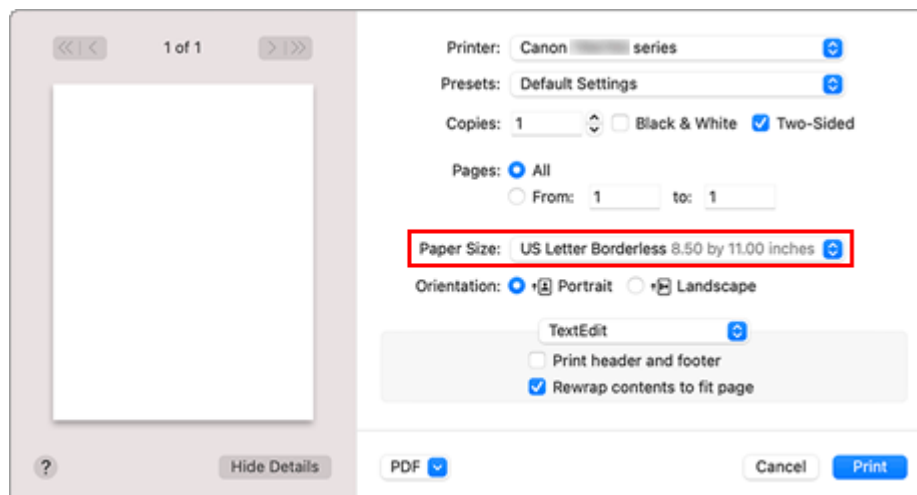 1 of 1
Printer: Canon series
Presets: Default Settings
Copies: 1 Black & White Two-Sided
Pages: All
From: 1 to: 1
Paper Size: US Letter Borderless 8.50 by 11.00 inches
Orientation: Portrait Landscape
TextEdit
Print header and footer
Rewrap contents to fit page
? Hide Details PDF Cancel Print